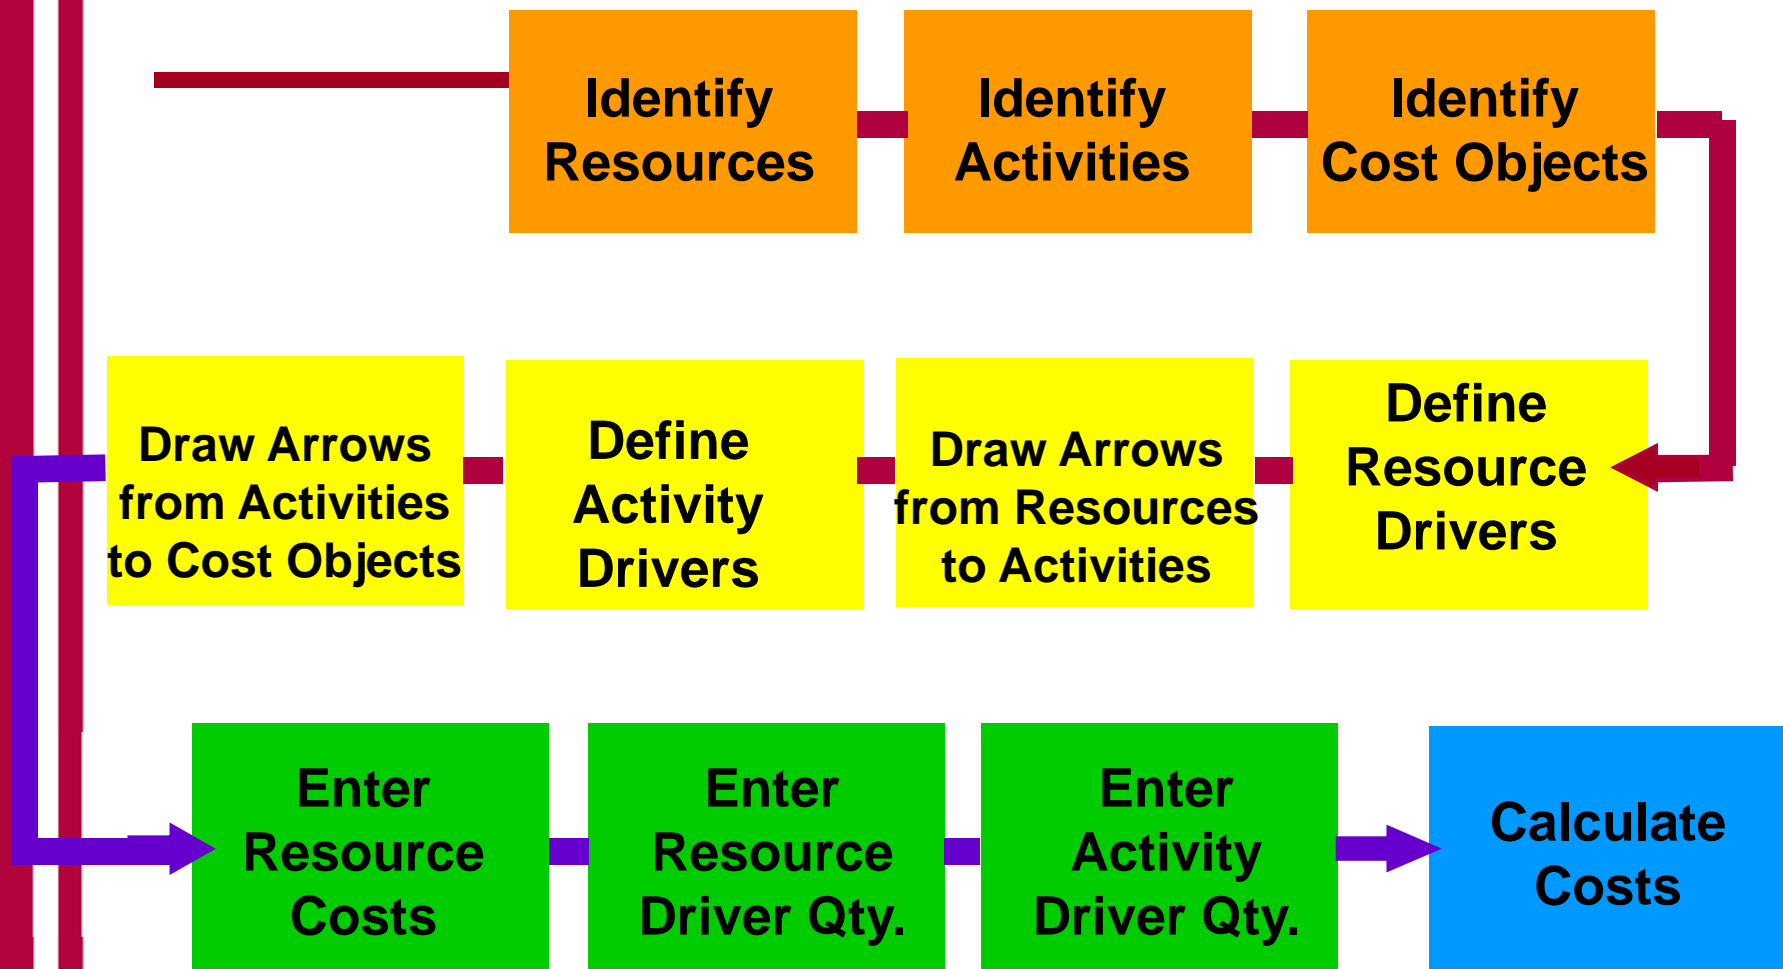 Identify
Resources
Identify
Activities
Identify
Cost Objects
Draw Arrows
from Activities
to Cost Objects
Define
Activity
Drivers
Draw Arrows
from Resources
to Activities
Define
Resource
Drivers
Enter
Resource
Costs
Enter
Resource
Driver Qty.
Enter
Activity
Driver Qty.
Calculate
Costs